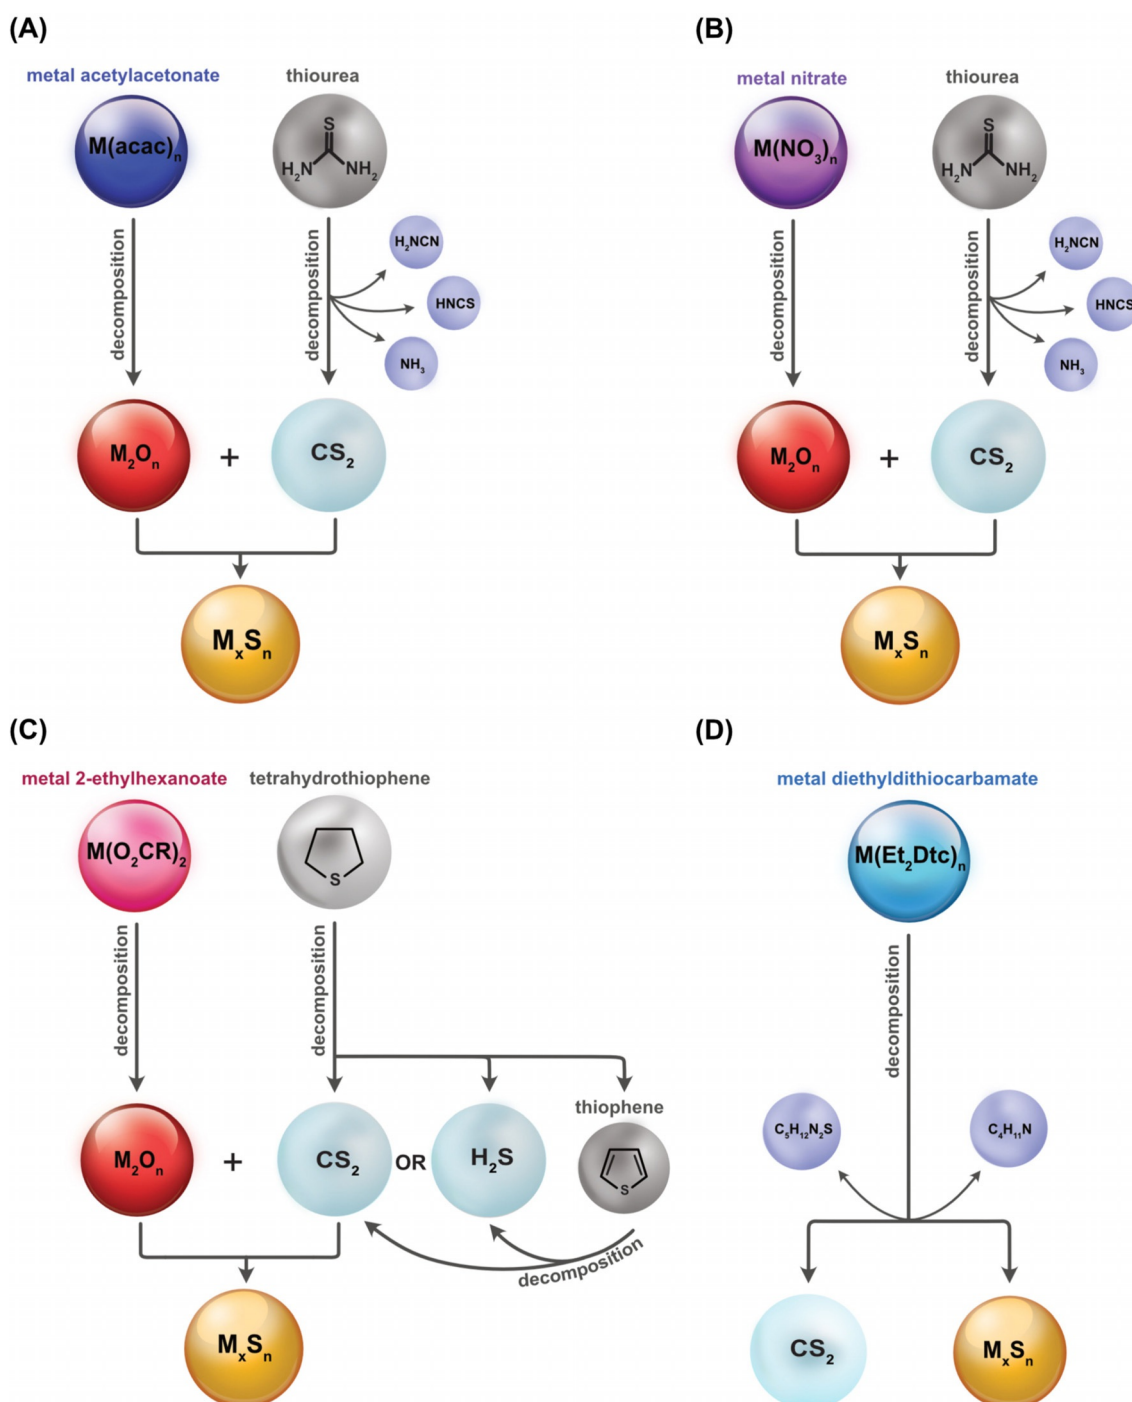 (A)
metal acetylacetonate
thiourea
M(acac)ₙ
S
H₂N
NH₂
decomposition
decomposition
H₂NCN
HNCS
NH₃
M₂Oₙ
+
CS₂
MₓSₙ
(B)
metal nitrate
thiourea
M(NO₃)ₙ
S
H₂N
NH₂
decomposition
decomposition
H₂NCN
HNCS
NH₃
M₂Oₙ
+
CS₂
MₓSₙ
(C)
metal 2-ethylhexanoate
tetrahydrothiophene
M(O₂CR)₂
S
decomposition
decomposition
thiophene
M₂Oₙ
+
CS₂
OR
H₂S
S
decomposition
MₓSₙ
(D)
metal diethyldithiocarbamate
M(Et₂Dtc)ₙ
decomposition
C₅H₁₂N₂S
C₄H₁₁N
CS₂
MₓSₙ